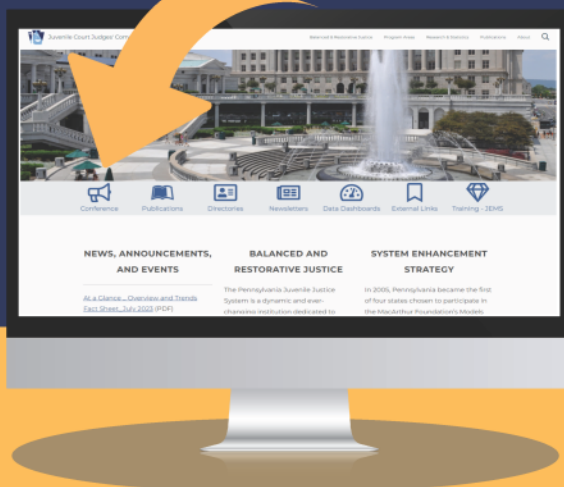 Juvenile Court Judges' Com
Balanced & Restorative Justice Program Areas Research & Statistics Publications About
Conference Publications Directories Newsletters Data Dashboards External Links Training - JEMS
NEWS, ANNOUNCEMENTS,
AND EVENTS
At a Glance... Overview and Trends
Fact Sheet, July 2023 (PDF)
BALANCED AND
RESTORATIVE JUSTICE
The Pennsylvania Juvenile Justice
System is a dynamic and ever-
changing institution dedicated to
SYSTEM ENHANCEMENT
STRATEGY
In 2005, Pennsylvania became the first
of four states chosen to participate in
the MacArthur Foundation's Models